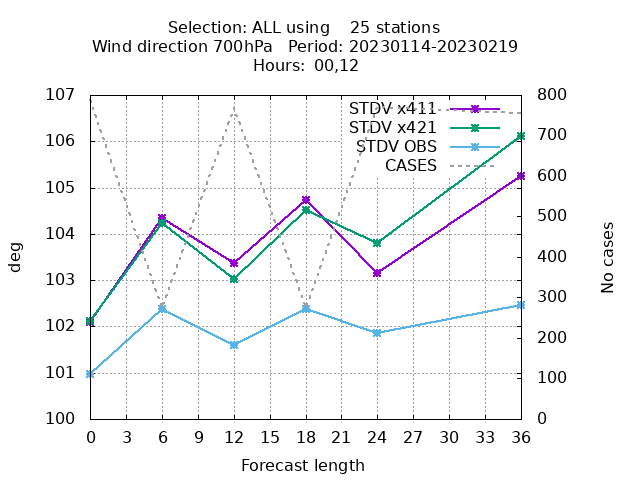 Selection: ALL using    25 stations
Wind direction 700hPa   Period: 20230114-20230219
Hours:  00,12
107
106
105
104
103
102
101
100
800
700
600
500
400
300
200
100
0
STDV x411
STDV x421
STDV OBS
CASES
deg
No cases
0 3 6 9 12 15 18 21 24 27 30 33 36
Forecast length